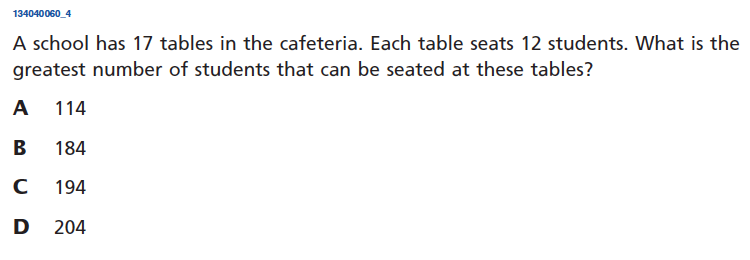 134040060_4
A school has 17 tables in the cafeteria. Each table seats 12 students. What is the
greatest number of students that can be seated at these tables?
A 114
B 184
C 194
D 204